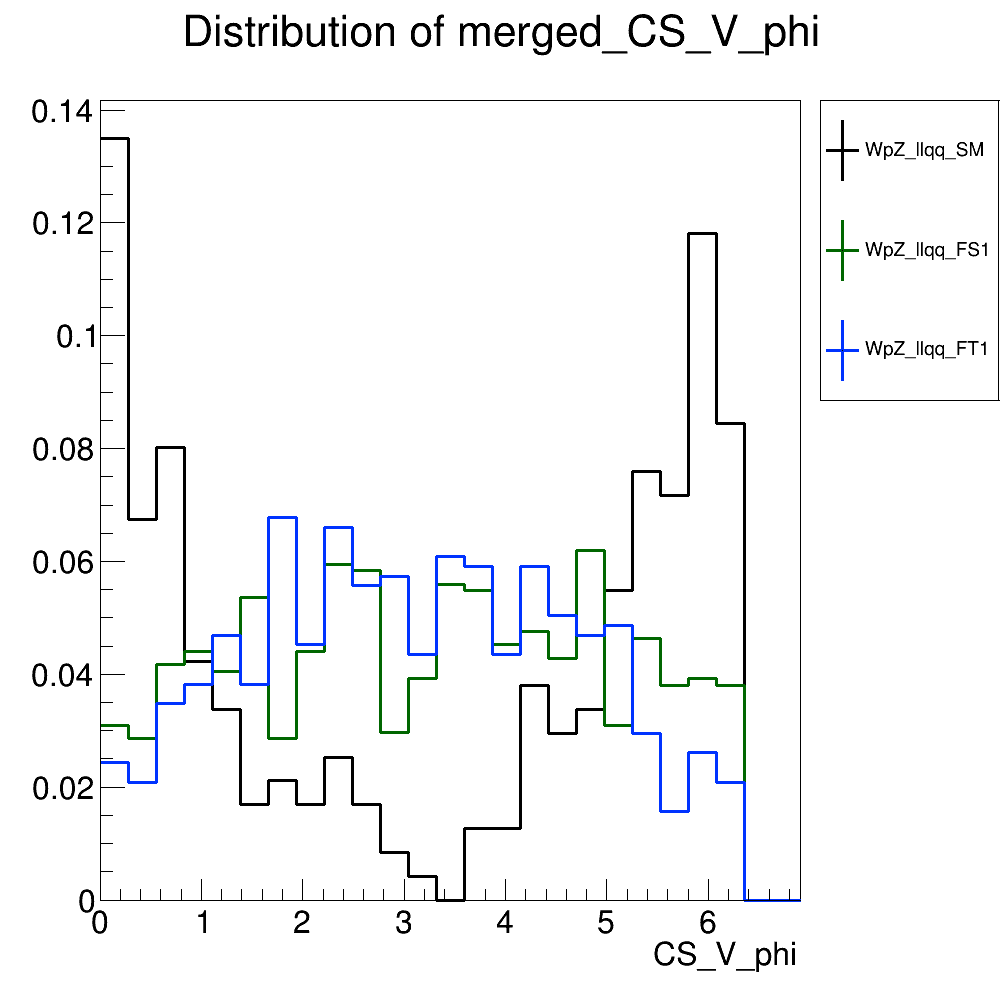 Distribution of merged_CS_V_phi
0.14
0.12
0.1
0.08
0.06
0.04
0.02
0
0 1 2 3 4 5 6
CS_V_phi
WpZ_llqq_SM
WpZ_llqq_FS1
WpZ_llqq_FT1